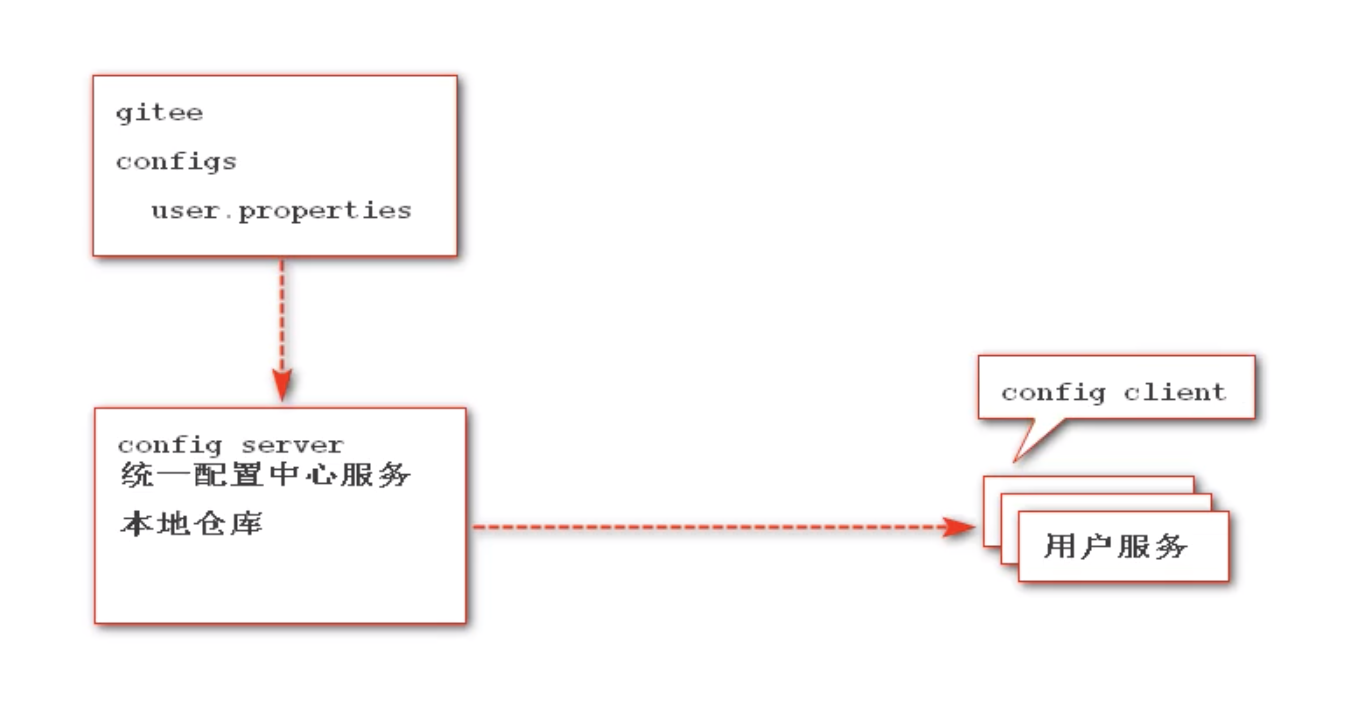 gitee
configs
user.properties
config server
统一配置中心服务
本地仓库
config client
用户服务